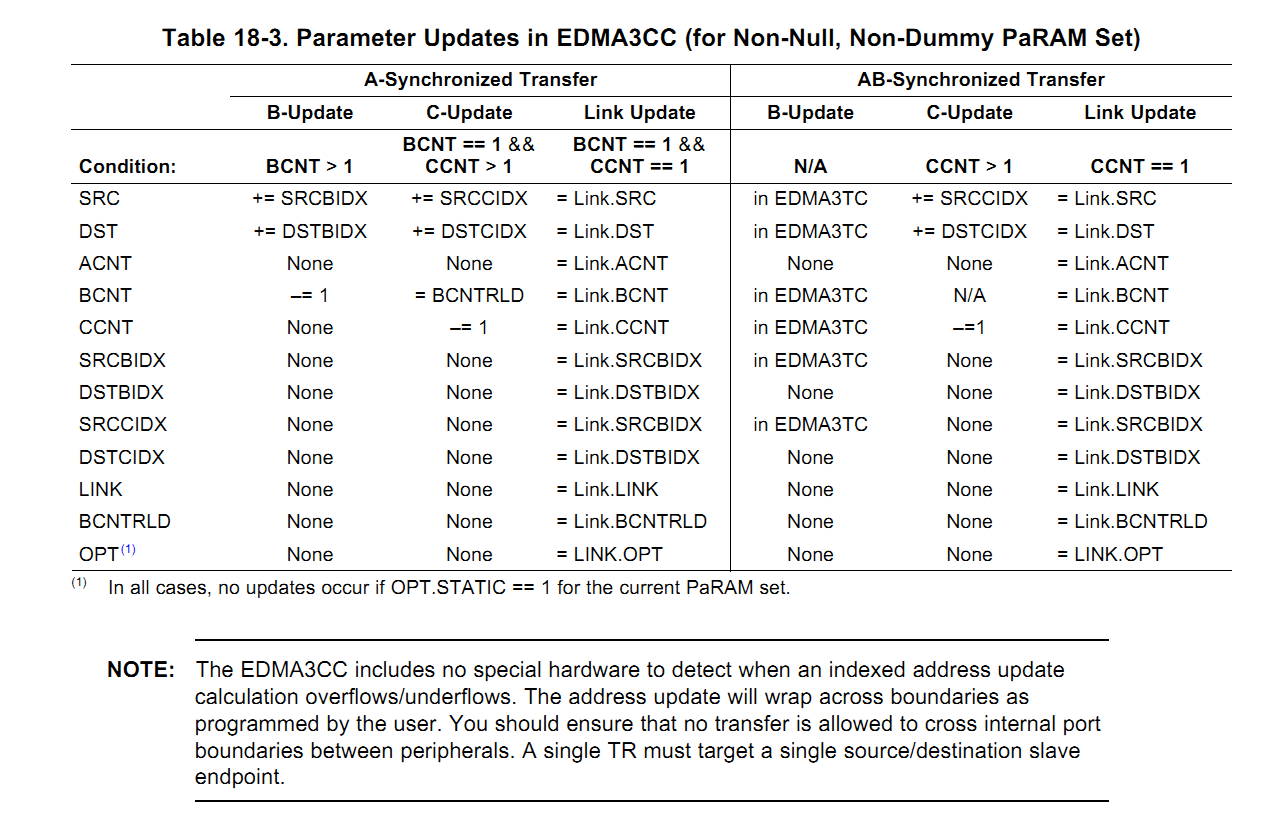 Table 18-3. Parameter Updates in EDMA3CC (for Non-Null, Non-Dummy PaRAM Set)
A-Synchronized Transfer AB-Synchronized Transfer
B-Update C-Update Link Update B-Update C-Update Link Update
BCNT == 1 && BCNT == 1 &&
Condition: BCNT > 1 CCNT > 1 CCNT == 1 N/A CCNT > 1 CCNT == 1
SRC += SRCBIDX += SRCCIDX = Link.SRC in EDMA3TC += SRCCIDX = Link.SRC
DST += DSTBIDX += DSTCIDX = Link.DST in EDMA3TC += DSTCIDX = Link.DST
ACNT None None = Link.ACNT None None = Link.ACNT
BCNT –= 1 = BCNTRLD = Link.BCNT in EDMA3TC N/A = Link.BCNT
CCNT None –= 1 = Link.CCNT in EDMA3TC –=1 = Link.CCNT
SRCBIDX None None = Link.SRCBIDX in EDMA3TC None = Link.SRCBIDX
DSTBIDX None None = Link.DSTBIDX None None = Link.DSTBIDX
SRCCIDX None None = Link.SRCBIDX in EDMA3TC None = Link.SRCBIDX
DSTCIDX None None = Link.DSTBIDX None None = Link.DSTBIDX
LINK None None = Link.LINK None None = Link.LINK
BCNTRLD None None = Link.BCNTRLD None None = Link.BCNTRLD
OPT(1) None None = LINK.OPT None None = LINK.OPT
(1) In all cases, no updates occur if OPT.STATIC == 1 for the current PaRAM set.
NOTE: The EDMA3CC includes no special hardware to detect when an indexed address update
calculation overflows/underflows. The address update will wrap across boundaries as
programmed by the user. You should ensure that no transfer is allowed to cross internal port
boundaries between peripherals. A single TR must target a single source/destination slave
endpoint.